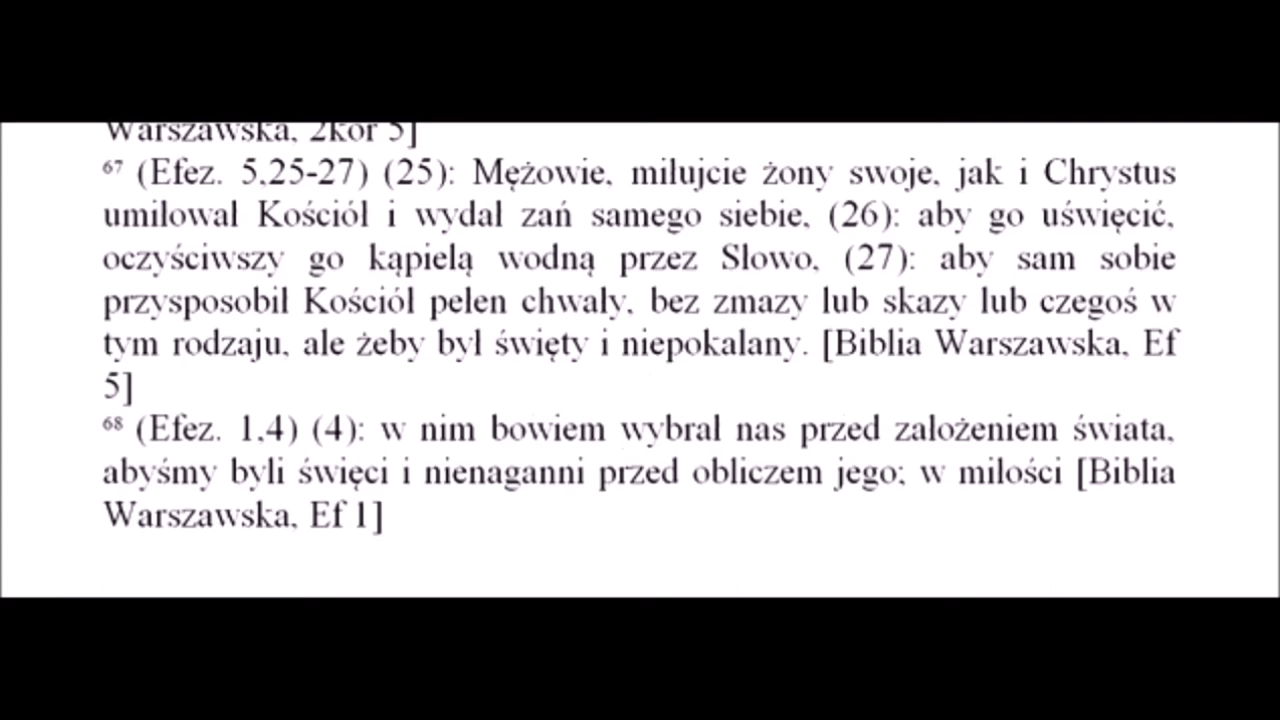 Warszawska, 2kor 5]
67 (Efez. 5,25-27) (25): Mężowie, miłujcie żony swoje, jak i Chrystus
umiłował Kościół i wydał zań samego siebie, (26): aby go uświęcić,
oczyściwszy go kąpielą wodną przez Słowo, (27): aby sam sobie
przysposobił Kościół pełen chwały, bez zmazy lub skazy lub czegoś w
tym rodzaju, ale żeby był święty i niepokalany. [Biblia Warszawska, Ef
5]
68 (Efez. 1,4) (4): w nim bowiem wybrał nas przed założeniem świata,
abyśmy byli święci i nienaganni przed obliczem jego; w miłości [Biblia
Warszawska, Ef 1]